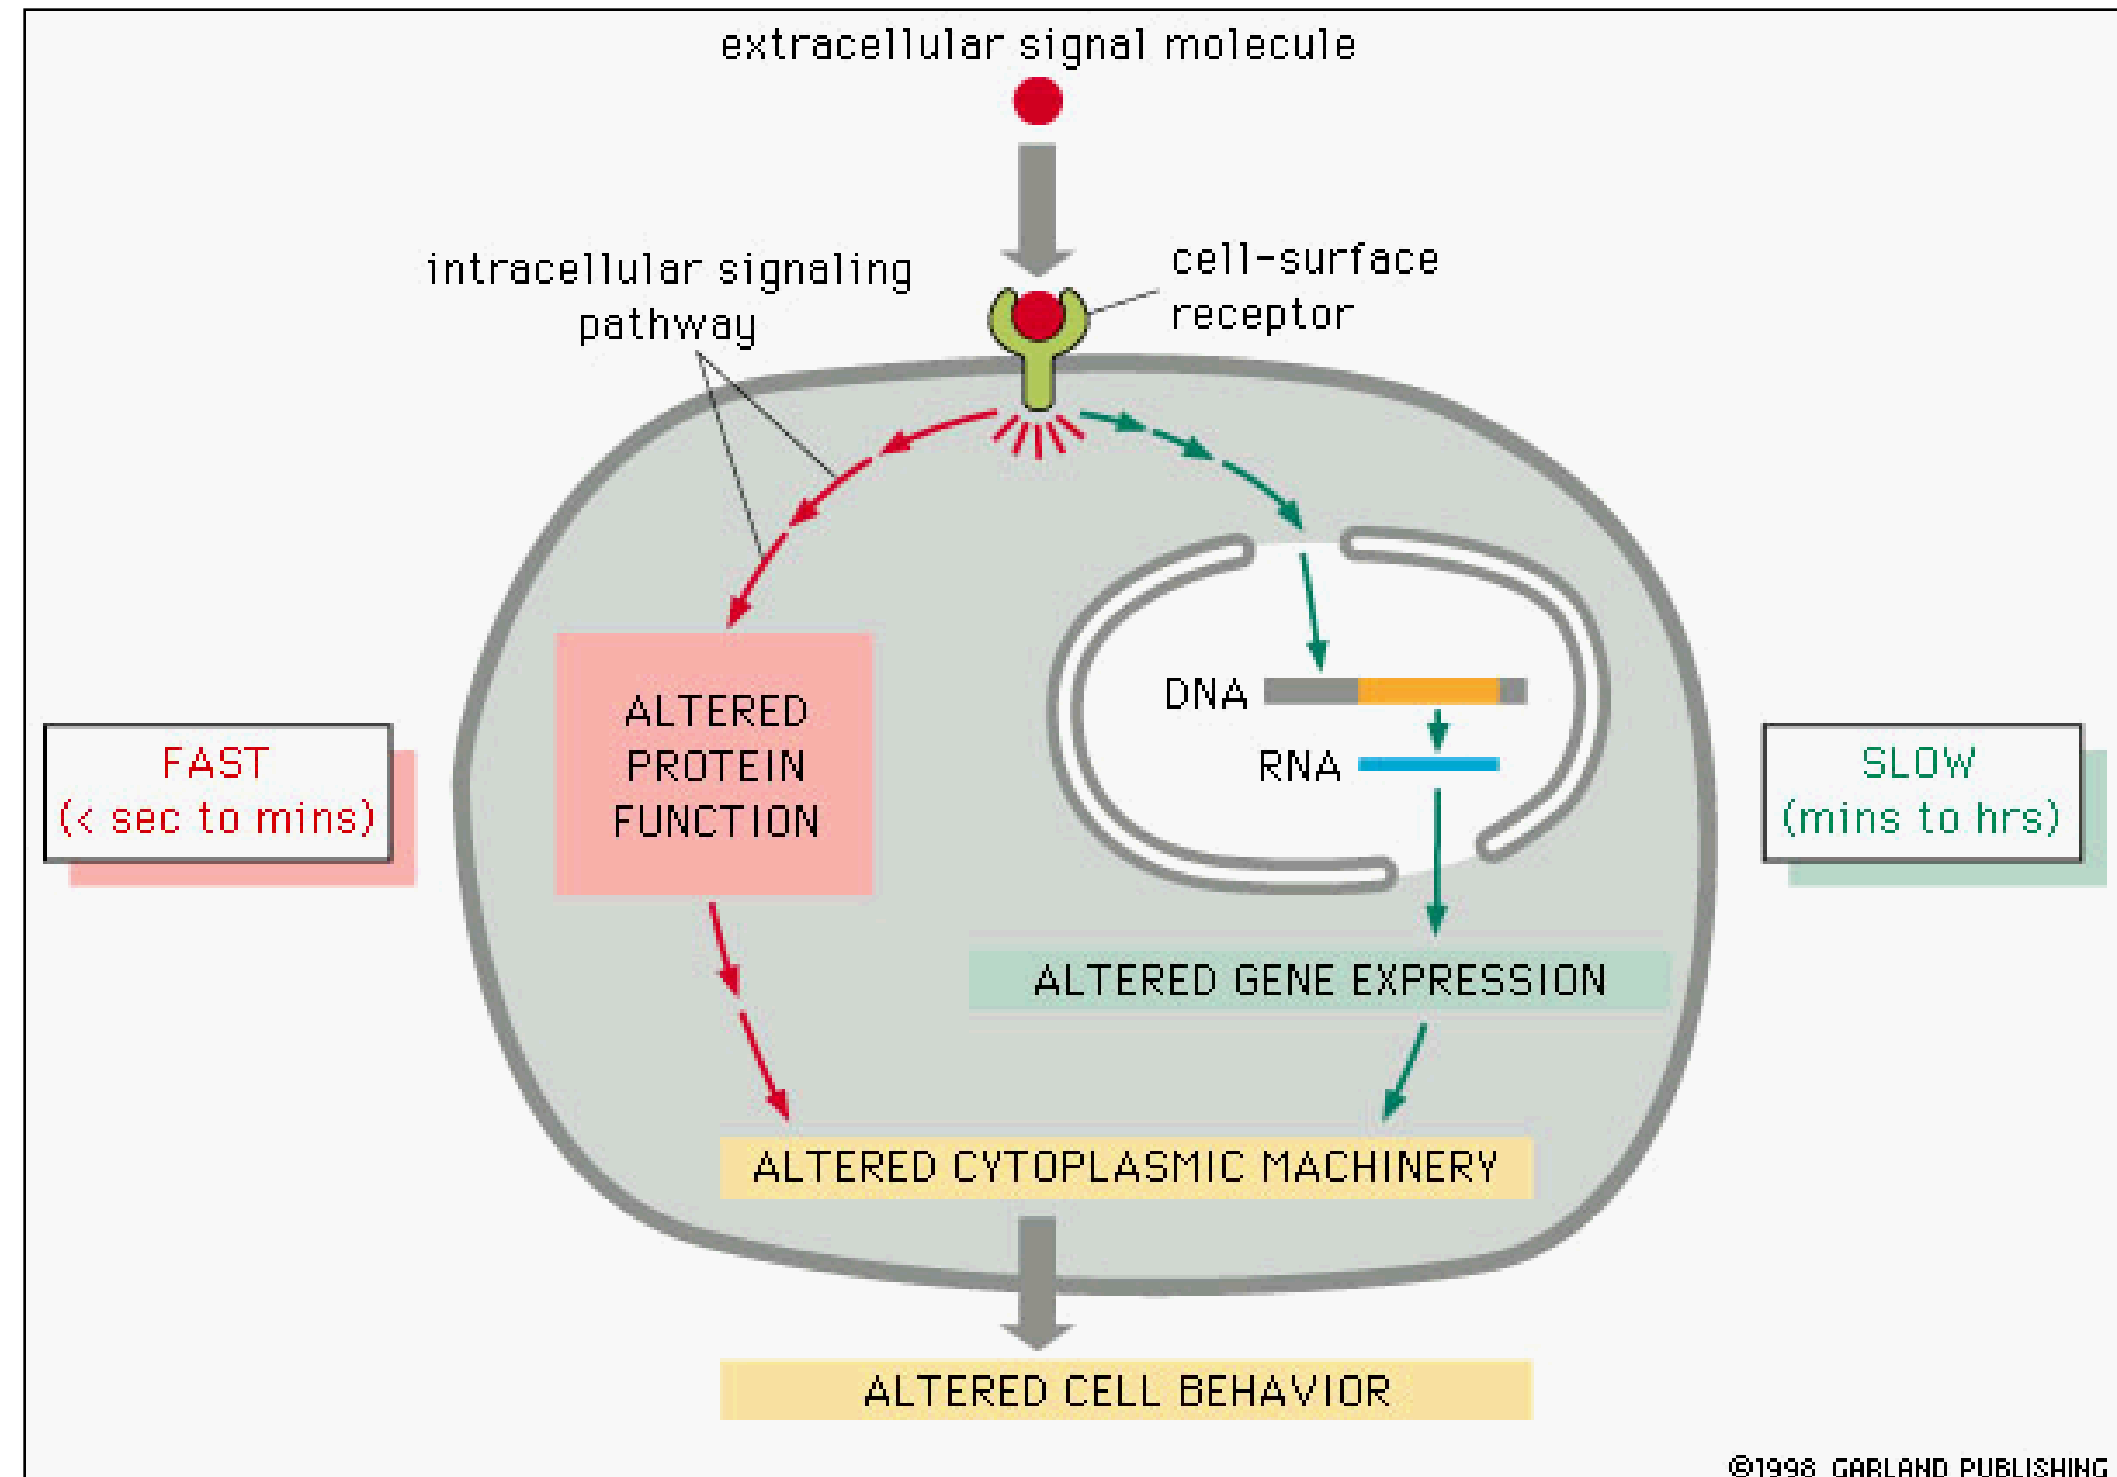 extracellular signal molecule
intracellular signaling
pathway
cell-surface
receptor
DNA
RNA
ALTERED
PROTEIN
FUNCTION
FAST
(< sec to mins)
SLOW
(mins to hrs)
ALTERED GENE EXPRESSION
ALTERED CYTOPLASMIC MACHINERY
ALTERED CELL BEHAVIOR
©1998 GARLAND PUBLISHING